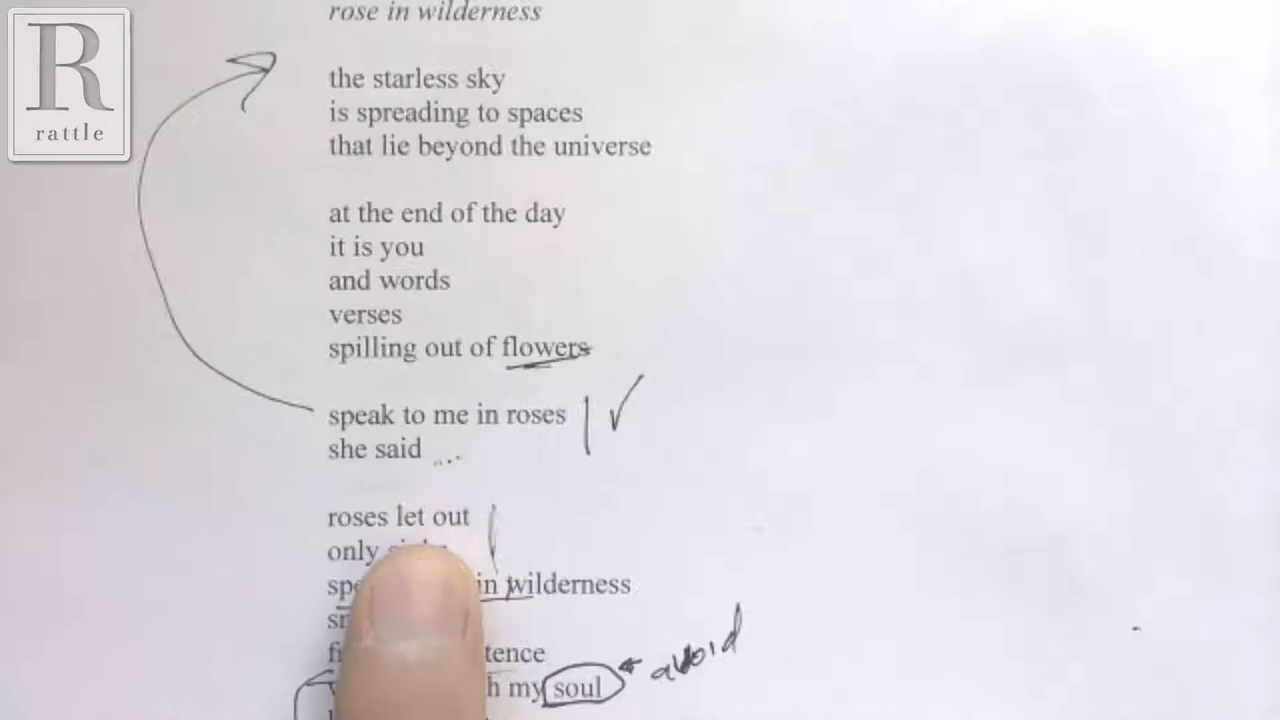 R
rattle
rose in wilderness
the starless sky
is spreading to spaces
that lie beyond the universe
at the end of the day
it is you
and words
verses
spilling out of flowers
speak to me in roses
she said ...
roses let out
only
in wilderness
my soul
avoid